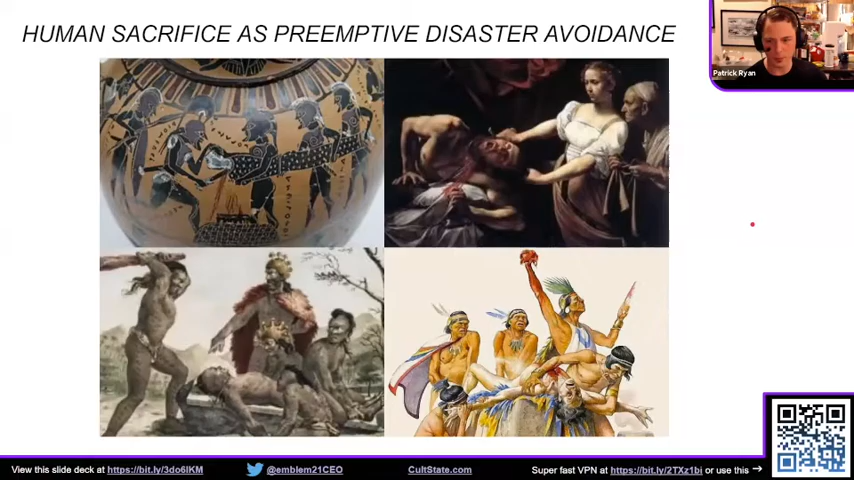 HUMAN SACRIFICE AS PREEMPTIVE DISASTER AVOIDANCE
Patrick Ryan
View this slide deck at https://bit.ly/3do6IKM
@emblem21CEO
CultState.com
Super fast VPN at https://bit.ly/2TXz1bi or use this →